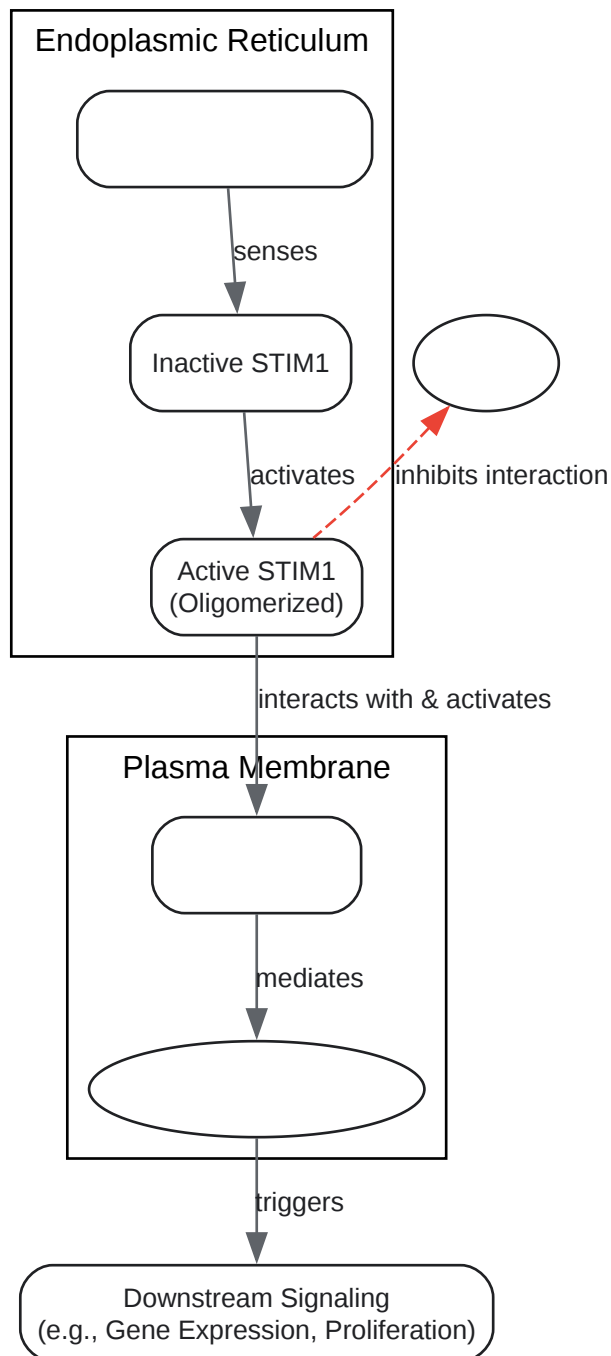 Endoplasmic Reticulum
senses
Inactive STIM1
activates
inhibits interaction
Active STIM1
(Oligomerized)
interacts with & activates
Plasma Membrane
mediates
triggers
Downstream Signaling
(e.g., Gene Expression, Proliferation)